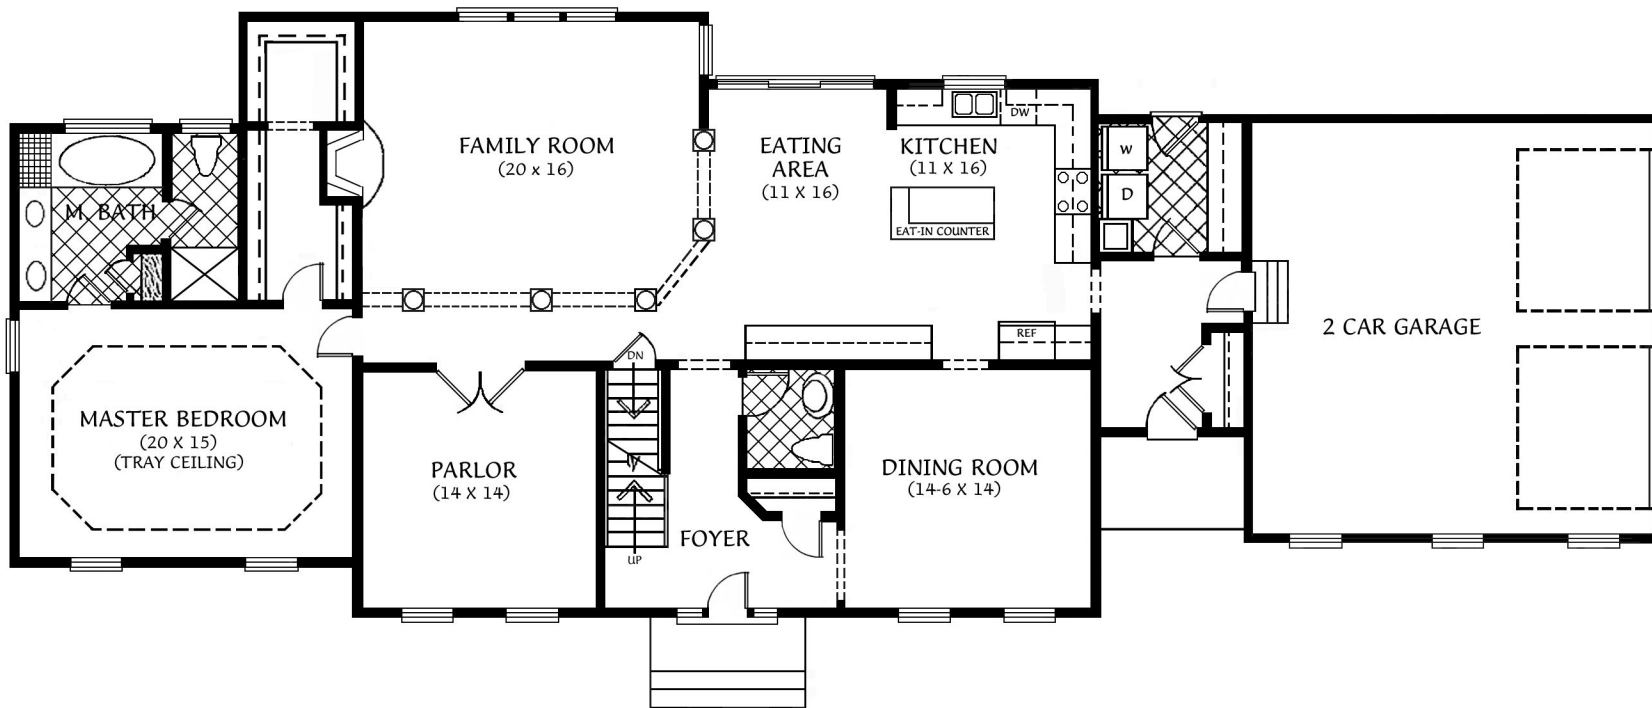 FAMILY ROOM
(20 x 16)
EATING
AREA
(11 X 16)
KITCHEN
(11 X 16)
DW
EAT-IN COUNTER
W
D
M. BATH
REF
2 CAR GARAGE
MASTER BEDROOM
(20 X 15)
(TRAY CEILING)
PARLOR
(14 X 14)
DN
UP
FOYER
DINING ROOM
(14-6 X 14)